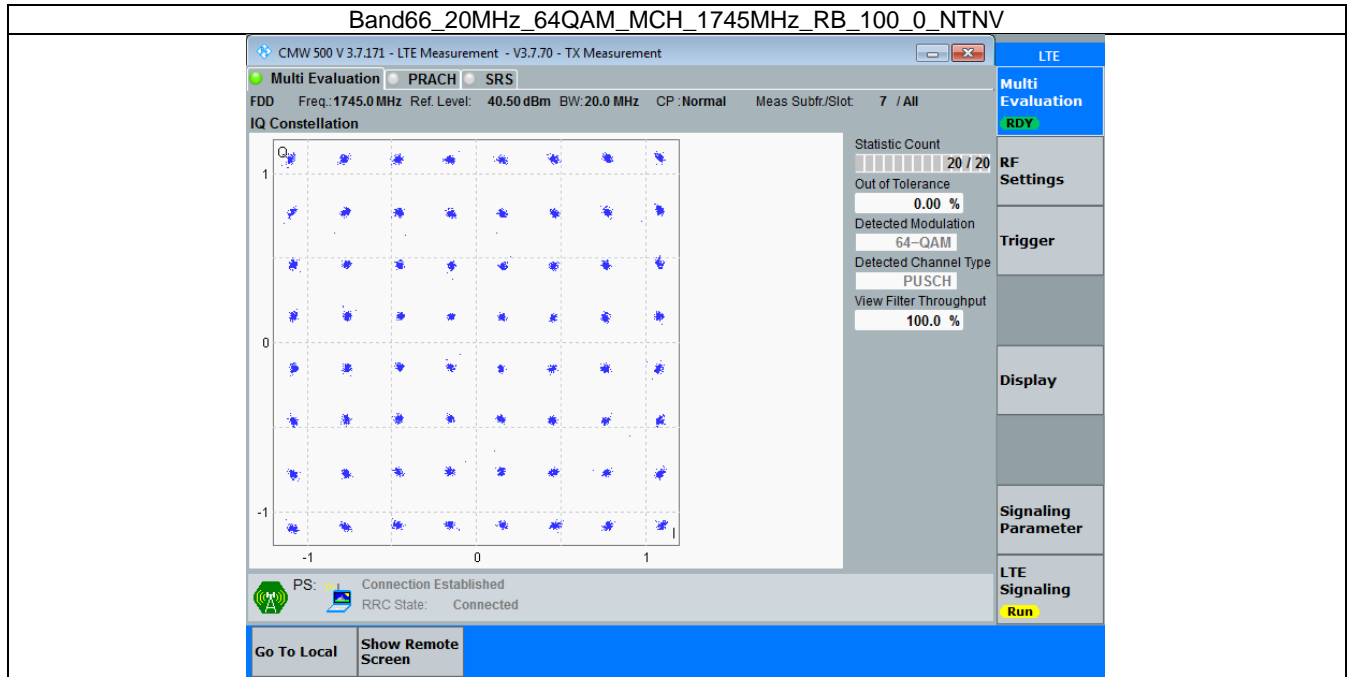 Band66_20MHz_64QAM_MCH_1745MHz_RB_100_0_NTNV
CMW 500 V 3.7.171 - LTE Measurement - V3.7.70 - TX Measurement
LTE
Multi Evaluation PRACH SRS
FDD Freq.:1745.0 MHz Ref. Level: 40.50 dBm BW:20.0 MHz CP :Normal Meas Subfr./Slot: 7 / All
IQ Constellation
Q
1
0
-1
I
-1 0 1
Statistic Count
20 / 20
Out of Tolerance
0.00 %
Detected Modulation
64-QAM
Detected Channel Type
PUSCH
View Filter Throughput
100.0 %
Multi
Evaluation
RDY
RF
Settings
Trigger
Display
Signaling
Parameter
LTE
Signaling
Run
PS: Connection Established
RRC State: Connected
Go To Local
Show Remote
Screen